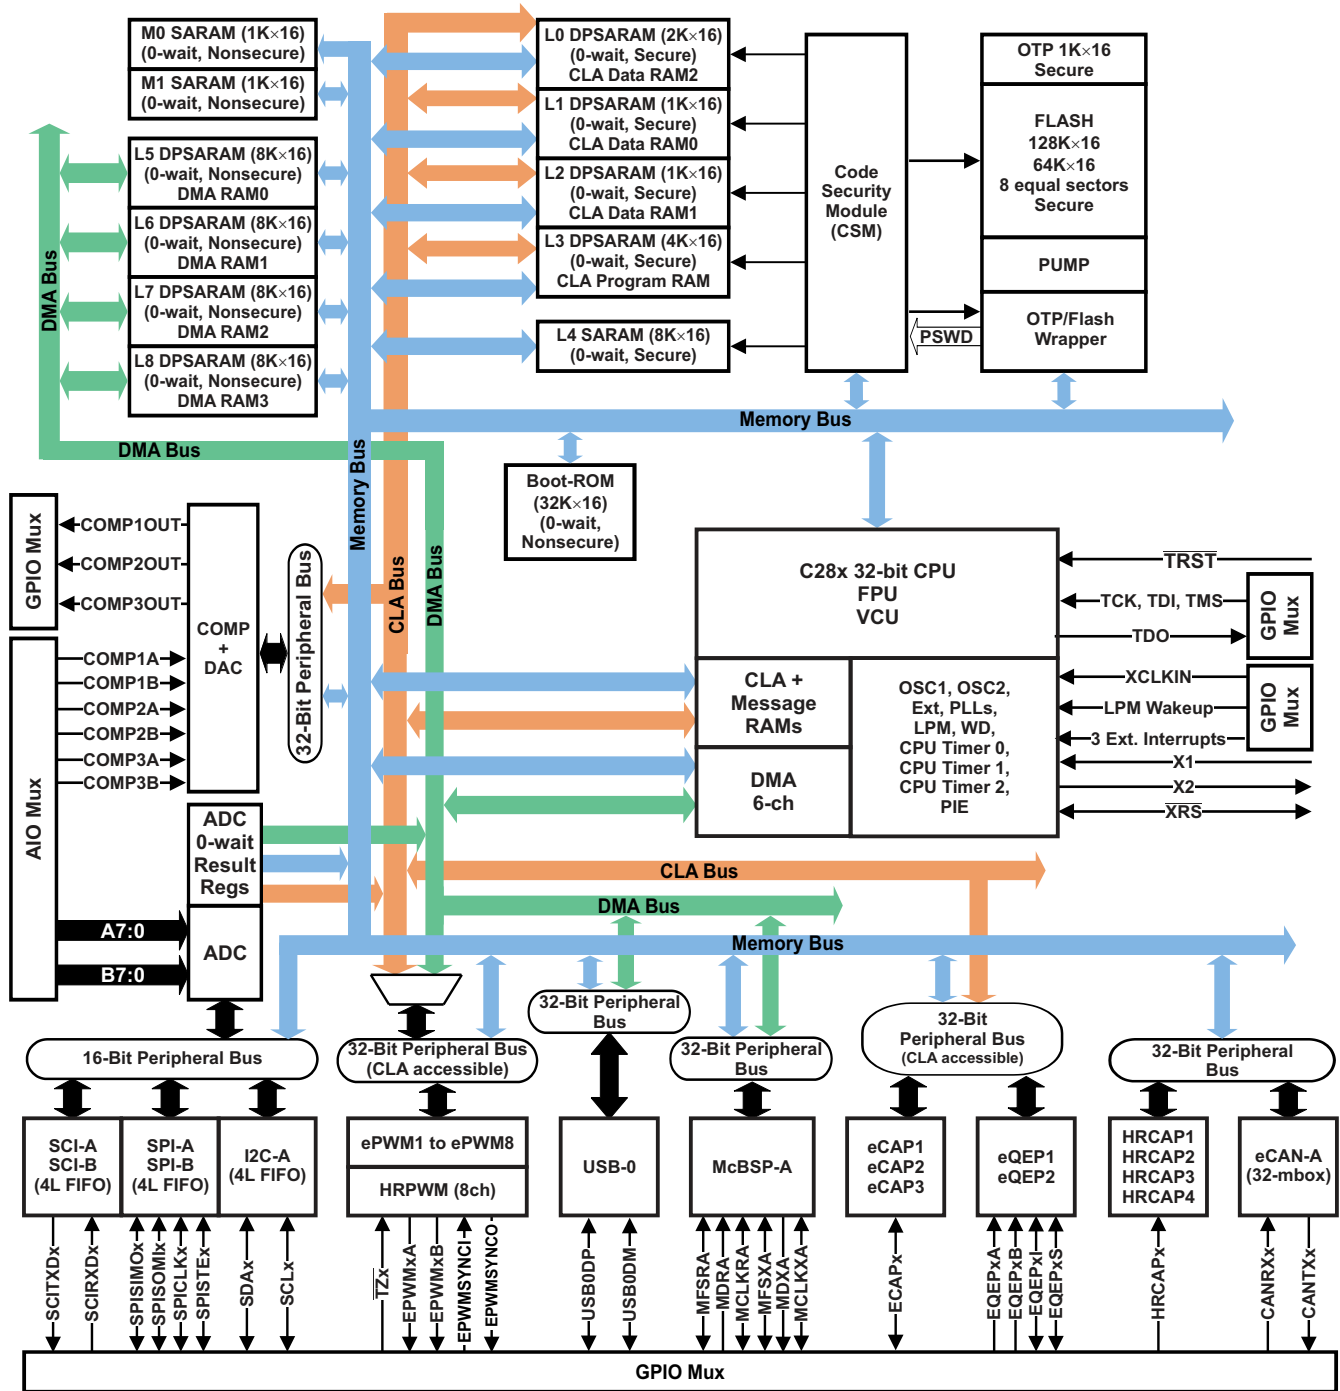 M0 SARAM (1K×16)
(0-wait, Nonsecure)
M1 SARAM (1K×16)
(0-wait, Nonsecure)
L5 DPSARAM (8K×16)
(0-wait, Nonsecure)
DMA RAM0
L6 DPSARAM (8K×16)
(0-wait, Nonsecure)
DMA RAM1
L7 DPSARAM (8K×16)
(0-wait, Nonsecure)
DMA RAM2
L8 DPSARAM (8K×16)
(0-wait, Nonsecure)
DMA RAM3
DMA Bus
DMA Bus
L0 DPSARAM (2K×16)
(0-wait, Secure)
CLA Data RAM2
L1 DPSARAM (1K×16)
(0-wait, Secure)
CLA Data RAM0
L2 DPSARAM (1K×16)
(0-wait, Secure)
CLA Data RAM1
L3 DPSARAM (4K×16)
(0-wait, Secure)
CLA Program RAM
L4 SARAM (8K×16)
(0-wait, Secure)
Code
Security
Module
(CSM)
OTP 1K×16
Secure
FLASH
128K×16
64K×16
8 equal sectors
Secure
PUMP
OTP/Flash
Wrapper
PSWD
Memory Bus
Memory Bus
CLA Bus
DMA Bus
Boot-ROM
(32K×16)
(0-wait,
Nonsecure)
GPIO Mux
COMP1OUT
COMP2OUT
COMP3OUT
COMP
+
DAC
32-Bit Peripheral Bus
AIO Mux
COMP1A
COMP1B
COMP2A
COMP2B
COMP3A
COMP3B
ADC
0-wait
Result
Regs
ADC
A7:0
B7:0
C28x 32-bit CPU
FPU
VCU
CLA +
Message
RAMs
DMA
6-ch
OSC1, OSC2,
Ext, PLLs,
LPM, WD,
CPU Timer 0,
CPU Timer 1,
CPU Timer 2,
PIE
TRST
TCK, TDI, TMS
TDO
GPIO
Mux
XCLKIN
LPM Wakeup
3 Ext. Interrupts
GPIO
Mux
X1
X2
XRS
CLA Bus
DMA Bus
Memory Bus
16-Bit Peripheral Bus
32-Bit Peripheral Bus
(CLA accessible)
32-Bit Peripheral
Bus
32-Bit Peripheral
Bus
32-Bit
Peripheral Bus
(CLA accessible)
32-Bit Peripheral
Bus
SCI-A
SCI-B
(4L FIFO)
SPI-A
SPI-B
(4L FIFO)
I2C-A
(4L FIFO)
ePWM1 to ePWM8
HRPWM (8ch)
USB-0
McBSP-A
eCAP1
eCAP2
eCAP3
eQEP1
eQEP2
HRCAP1
HRCAP2
HRCAP3
HRCAP4
eCAN-A
(32-mbox)
SCITXDx
SCIRXDx
SPISIMOx
SPISOMIx
SPICLKx
SPISTEx
SDAx
SCLx
TZx
EPWMxA
EPWMxB
EPWMSYNCI
EPWMSYNCO
USB0DP
USB0DM
MFSRA
MDRA
MCLKRA
MFSXA
MDXA
MCLKXA
ECAPx
EQEPxA
EQEPxB
EQEPxI
EQEPxS
HRCAPx
CANRXx
CANTXx
GPIO Mux